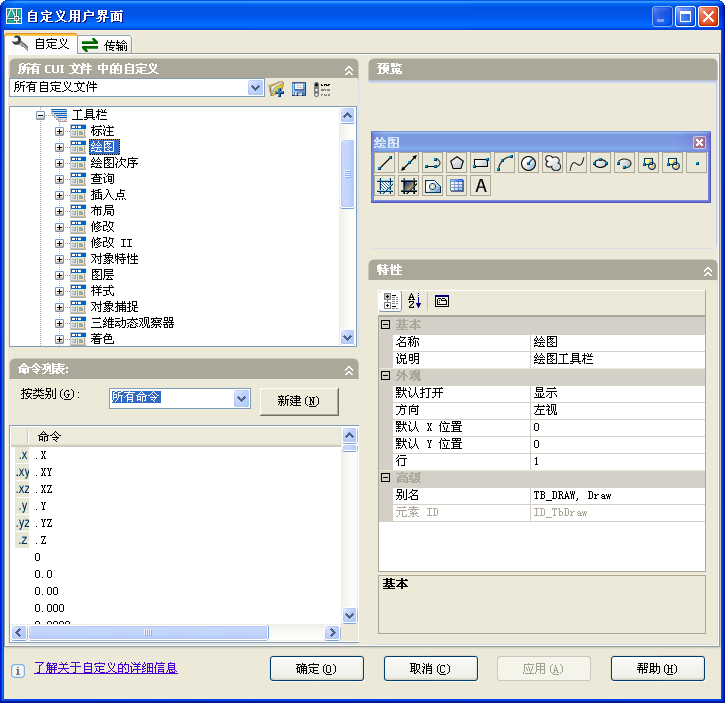 自定义用户界面
自定义
传输
所有 CUI 文件 中的自定义
所有自定义文件
工具栏
标注
绘图
绘图次序
查询
插入点
布局
修改
修改 II
对象特性
图层
样式
对象捕捉
三维动态观察器
着色
命令列表:
按类别(G):
所有命令
新建(N)
命令
.x .X
.xy .XY
.xz .XZ
.y .Y
.yz .YZ
.z .Z
0
0.0
0.00
0.000
0.0000
预览
绘图
A
特性
基本
名称 绘图
说明 绘图工具栏
外观
默认打开 显示
方向 左视
默认 X 位置 0
默认 Y 位置 0
行 1
高级
别名 TB_DRAW, Draw
元素 ID ID_TbDraw
基本
了解关于自定义的详细信息
确定(O)
取消(C)
应用(A)
帮助(H)